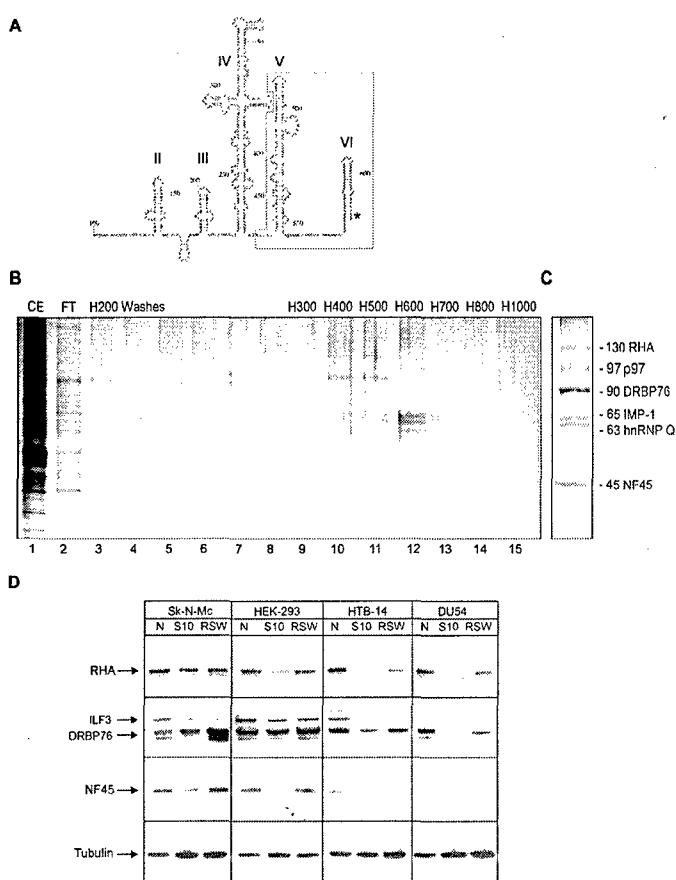 A
IV V
VI
II III
*
B C
CE FT H200 Washes H300 H400 H500 H600 H700 H800 H1000
- 130 RHA
- 97 p97
- 90 DRBP76
- 65 IMP-1
- 63 hnRNP Q
- 45 NF45
1 2 3 4 5 6 7 8 9 10 11 12 13 14 15
D
Sk-N-Mc HEK-293 HTB-14 DU54
N S10 RSW N S10 RSW N S10 RSW N S10 RSW
RHA
ILF3
DRBP76
NF45
Tubulin